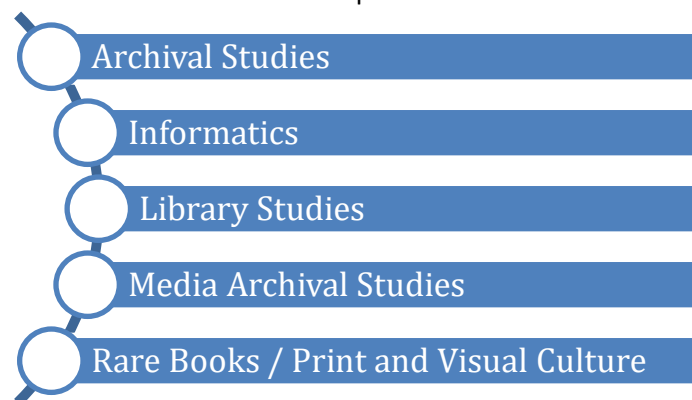 Archival Studies
Informatics
Library Studies
Media Archival Studies
Rare Books / Print and Visual Culture